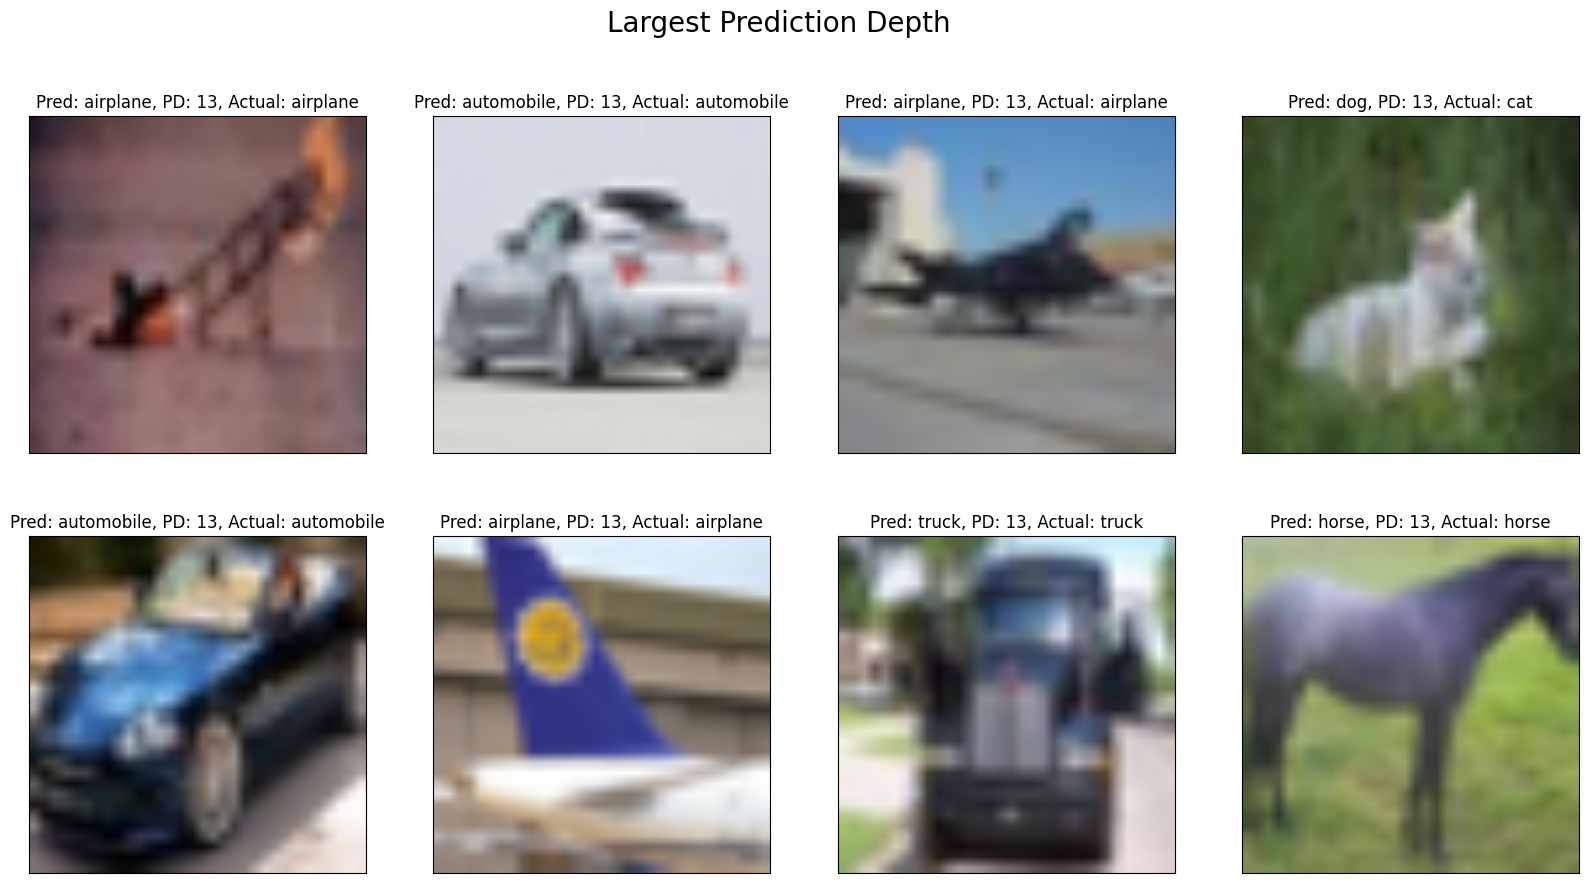 Largest Prediction Depth
Pred: airplane, PD: 13, Actual: airplane
Pred: automobile, PD: 13, Actual: automobile
Pred: airplane, PD: 13, Actual: airplane
Pred: dog, PD: 13, Actual: cat
Pred: automobile, PD: 13, Actual: automobile
Pred: airplane, PD: 13, Actual: airplane
Pred: truck, PD: 13, Actual: truck
Pred: horse, PD: 13, Actual: horse